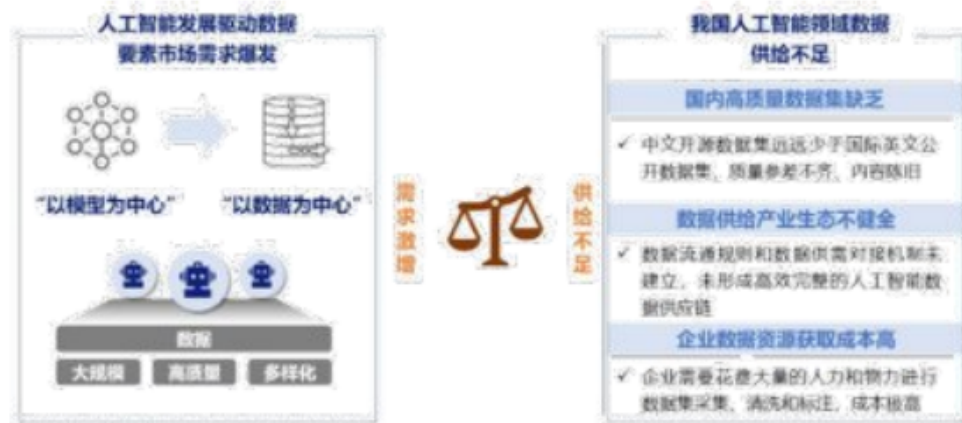 人工智能发展驱动数据
要素市场需求爆发
“以模型为中心”
“以数据为中心”
数据
大规模
高质量
多样化
需求激增
供给不足
我国人工智能领域数据
供给不足
国内高质量数据集缺乏
✓ 中文开源数据集远远少于国际英文公
开数据集，质量参差不齐、内容陈旧
数据供给产业生态不健全
✓ 数据流通规则和数据供需对接机制未
建立，未形成高效完整的人工智能数
据供应链
企业数据资源获取成本高
✓ 企业需要花费大量的人力和物力进行
数据集采集、清洗和标注，成本极高